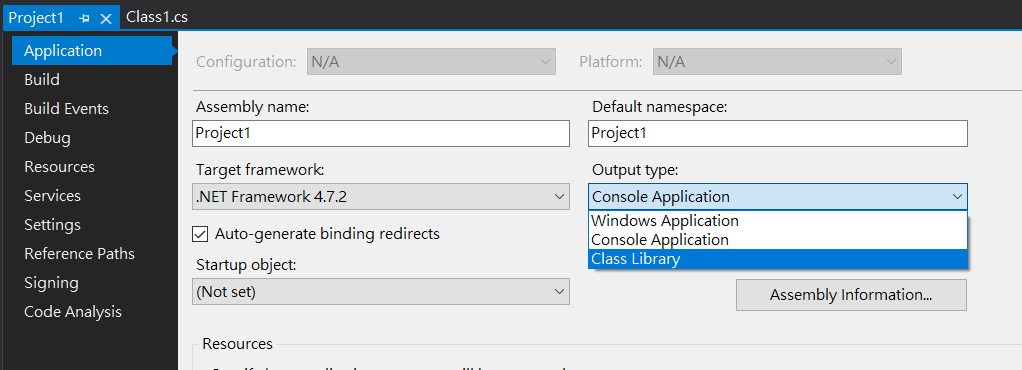 Project1
Class1.cs
Application
Build
Build Events
Debug
Resources
Services
Settings
Reference Paths
Signing
Code Analysis
Configuration: N/A
Platform: N/A
Assembly name:
Default namespace:
Project1
Project1
Target framework:
Output type:
.NET Framework 4.7.2
Console Application
Windows Application
Console Application
Class Library
Auto-generate binding redirects
Startup object:
(Not set)
Assembly Information...
Resources